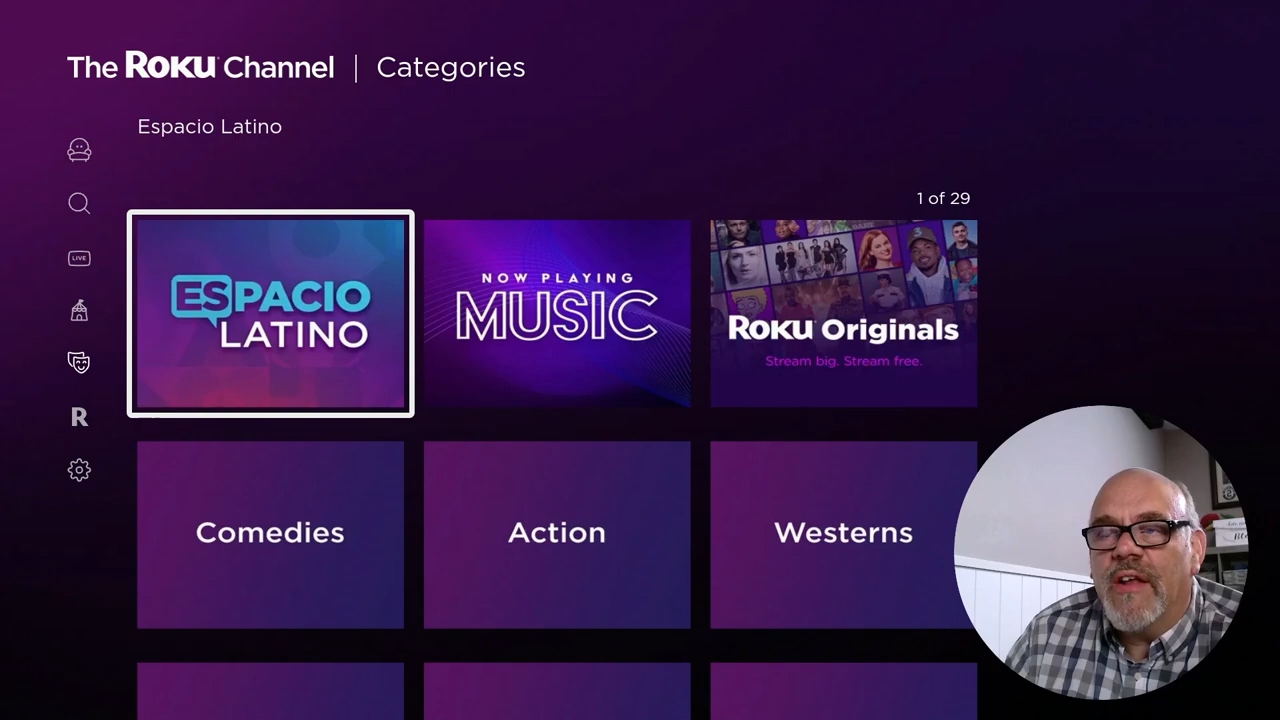 The Roku Channel | Categories
Espacio Latino
1 of 29
LIVE
R
ESPACIO
LATINO
NOW PLAYING
MUSIC
Roku Originals
Stream big. Stream free.
Comedies
Action
Westerns